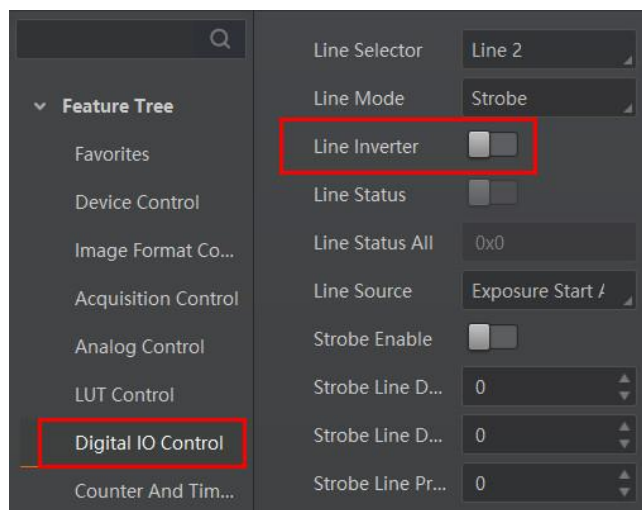 Feature Tree
Favorites
Device Control
Image Format Co...
Acquisition Control
Analog Control
LUT Control
Digital IO Control
Counter And Tim...
Line Selector Line 2
Line Mode Strobe
Line Inverter
Line Status
Line Status All 0x0
Line Source Exposure Start
Strobe Enable
Strobe Line D... 0
Strobe Line D... 0
Strobe Line Pr... 0